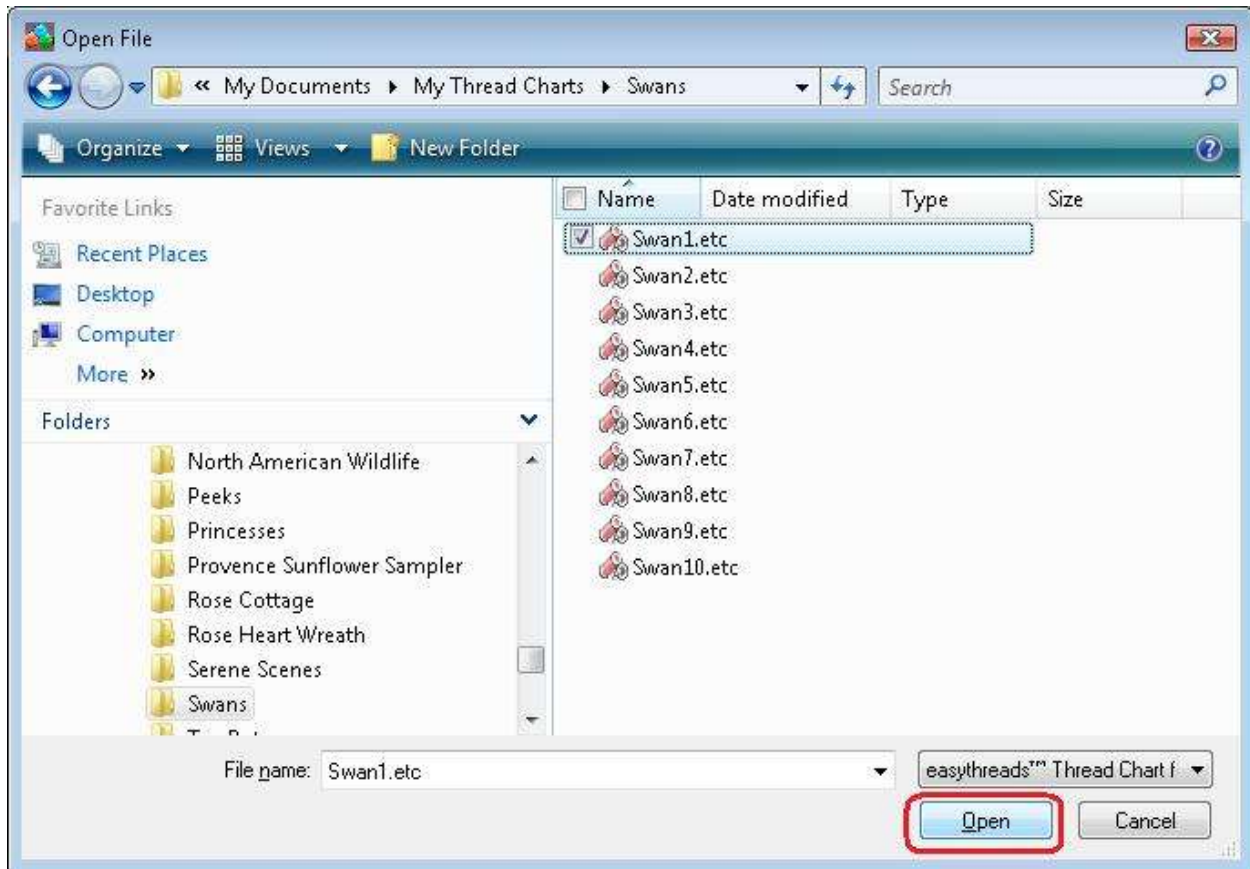 Open File
« My Documents ▸ My Thread Charts ▸ Swans
Search
Organize
Views
New Folder
Favorite Links
Recent Places
Desktop
Computer
More »
Folders
North American Wildlife
Peeks
Princesses
Provence Sunflower Sampler
Rose Cottage
Rose Heart Wreath
Serene Scenes
Swans
Name Date modified Type Size
Swan1.etc
Swan2.etc
Swan3.etc
Swan4.etc
Swan5.etc
Swan6.etc
Swan7.etc
Swan8.etc
Swan9.etc
Swan10.etc
File name: Swan1.etc
easythreads™ Thread Chart f
Open Cancel